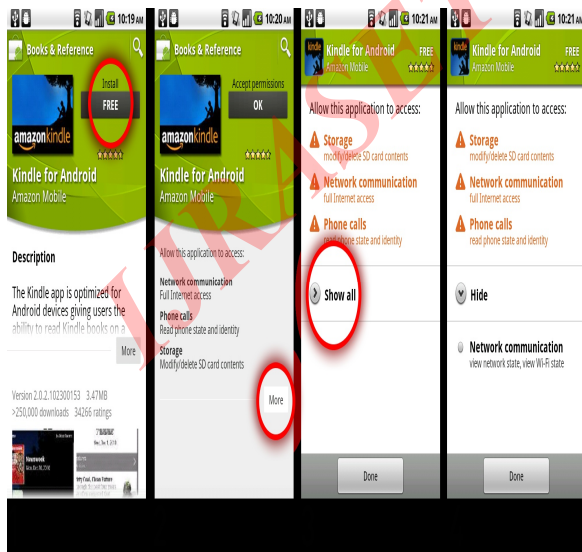 10:19 AM
Books & Reference
Install
FREE
amazonkindle
Kindle for Android
Amazon Mobile
Description
The Kindle app is optimized for
Android devices giving users the
ability to read Kindle books on a
More
Version 2.0.2.102300153 3.47MB
>250,000 downloads 34266 ratings
Newsweek
10:20 AM
Books & Reference
Accept permissions
OK
amazonkindle
Kindle for Android
Amazon Mobile
Allow this application to access:
Network communication
Full Internet access
Phone calls
Read phone state and identity
Storage
Modify/delete SD card contents
More
10:21 AM
kindle
Kindle for Android FREE
Amazon Mobile
Allow this application to access:
Storage
modify/delete SD card contents
Network communication
full Internet access
Phone calls
read phone state and identity
Show all
Done
10:21 AM
kindle
Kindle for Android FREE
Amazon Mobile
Allow this application to access:
Storage
modify/delete SD card contents
Network communication
full Internet access
Phone calls
read phone state and identity
Hide
Network communication
view network state, view Wi-Fi state
Done
IJRASET